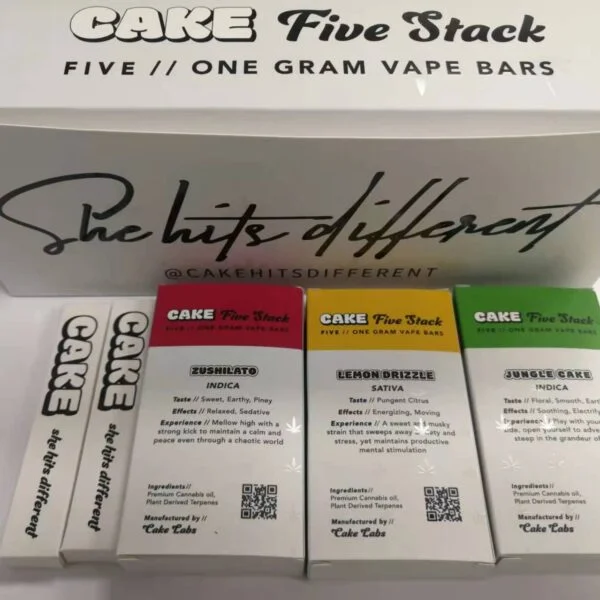 CAKE Five Stack
FIVE // ONE GRAM VAPE BARS
She hits different
@CAKEHITSDIFFERENT
CAKE
she hits different
CAKE
she hits different
CAKE Five Stack
FIVE // ONE GRAM VAPE BARS
ZUSHILATO
INDICA
Taste // Sweet, Earthy, Piney
Effects // Relaxed, Sedative
Experience // Mellow high with a
strong kick to maintain a calm and
peace even through a chaotic world
Ingredients//
Premium Cannabis oil,
Plant Derived Terpenes
Manufactured by //
Cake Labs
CAKE Five Stack
FIVE // ONE GRAM VAPE BARS
LEMON DRIZZLE
SATIVA
Taste // Pungent Citrus
Effects // Energizing, Moving
Experience // A sweet and musky
strain that sweeps away anxiety and
stress, yet maintains productive
mental stimulation
Ingredients//
Premium Cannabis oil,
Plant Derived Terpenes
Manufactured by //
Cake Labs
CAKE Five Stack
FIVE // ONE GRAM VAPE BARS
JUNGLE CAKE
INDICA
Taste // Floral, Smooth,
Effects // Soothing,
Experience // Play with your
open yourself to
steep in the grandeur
Ingredients//
Premium Cannabis oil,
Plant Derived Terpenes
Manufactured by //
Cake Labs